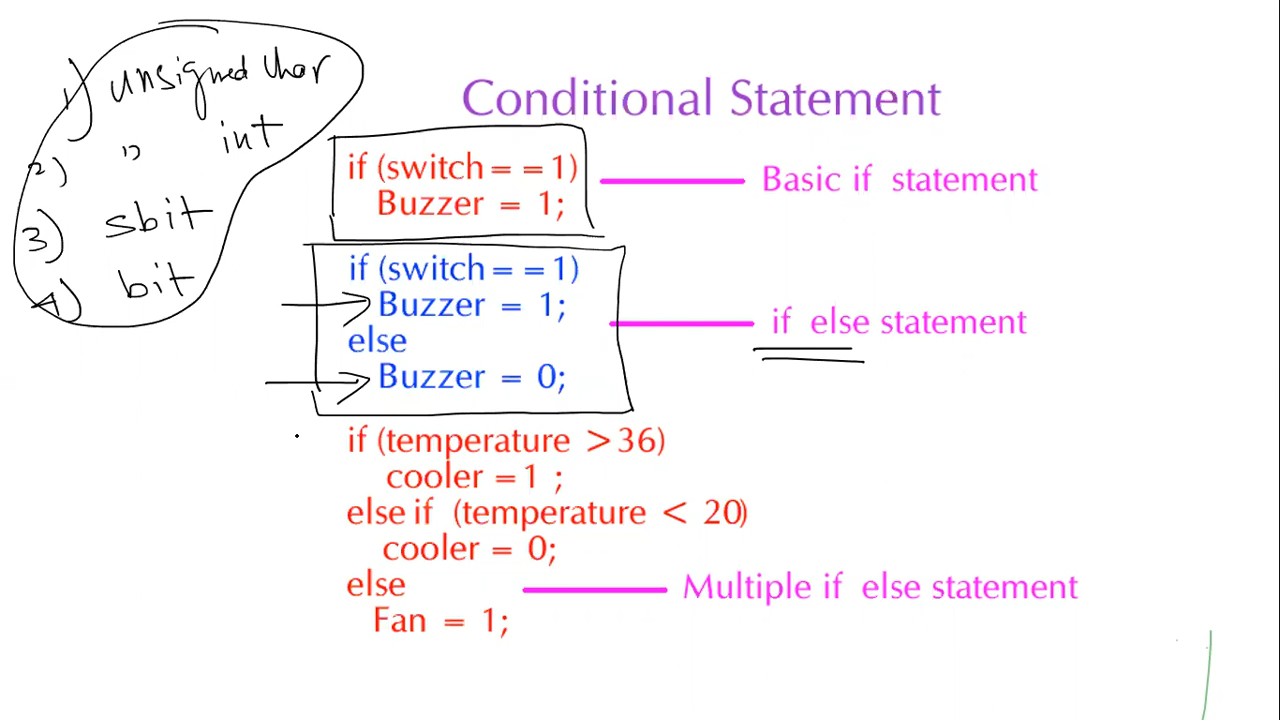 1) unsigned char
2) " int
3) sbit
4) bit
Conditional Statement
if (switch= =1)
Buzzer = 1;
Basic if statement
if (switch= =1)
Buzzer = 1;
else
Buzzer = 0;
if else statement
if (temperature >36)
cooler =1 ;
else if (temperature < 20)
cooler = 0;
else
Fan = 1;
Multiple if else statement